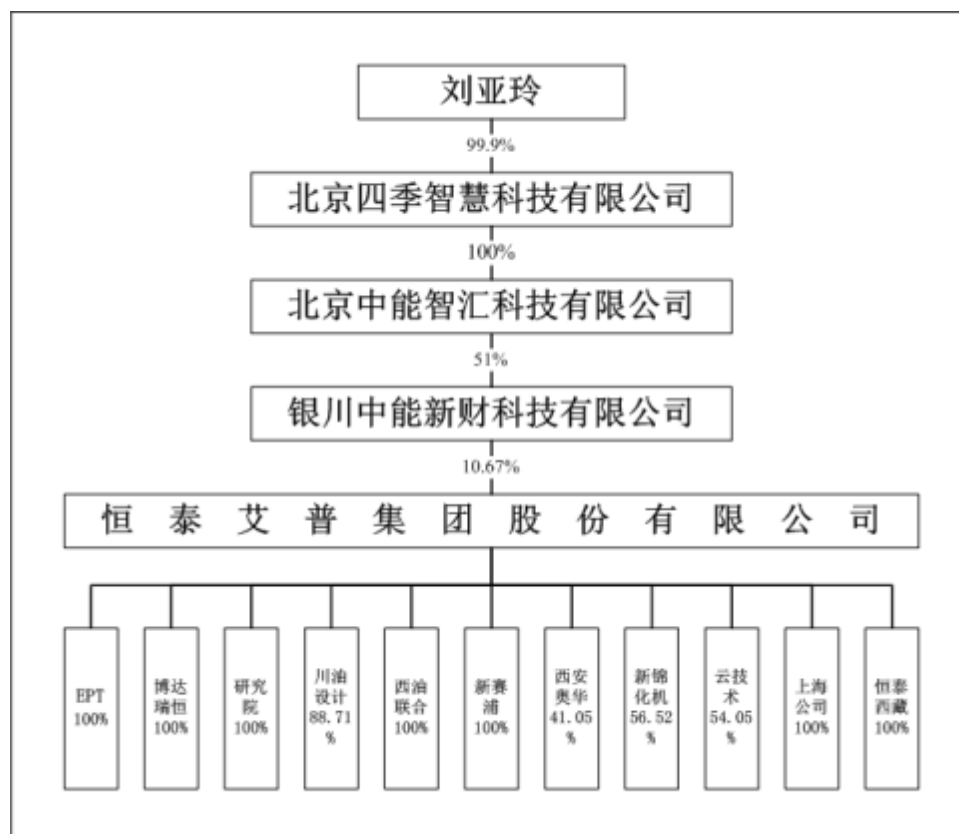 刘亚玲
99.9%
北京四季智慧科技有限公司
100%
北京中能智汇科技有限公司
51%
银川中能新财科技有限公司
10.67%
恒泰艾普集团股份有限公司
EPT
100%
博达
瑞恒
100%
研究
院
100%
川油
设计
88.71
%
西油
联合
100%
新赛
浦
100%
西安
奥华
41.05
%
新锦
化机
56.52
%
云技
术
54.05
%
上海
公司
100%
恒泰
西藏
100%